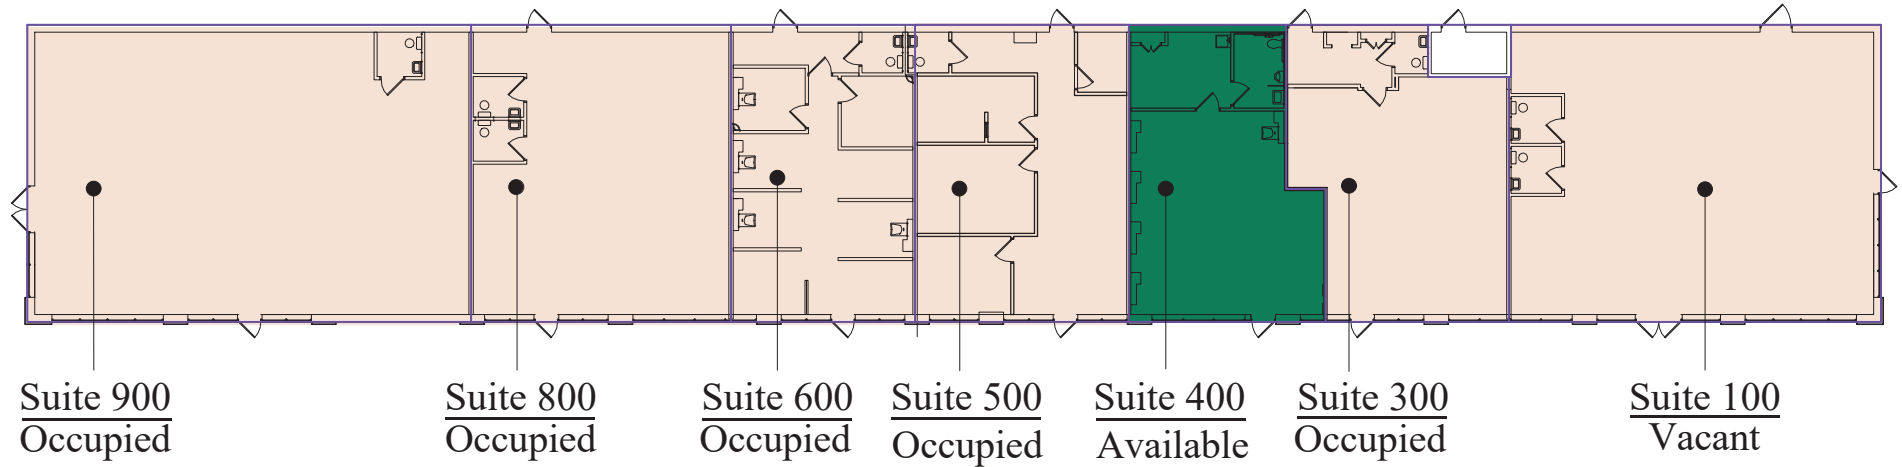 Suite 900
Occupied
Suite 800
Occupied
Suite 600
Occupied
Suite 500
Occupied
Suite 400
Available
Suite 300
Occupied
Suite 100
Vacant